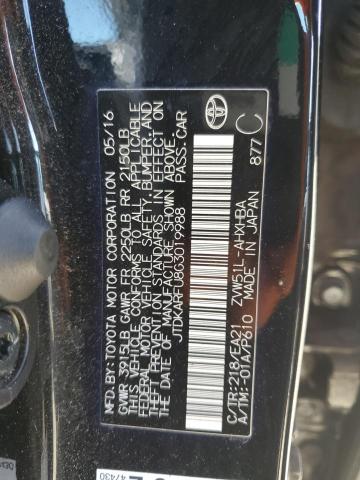 MFD. BY: TOYOTA MOTOR CORPORATION 05/16
GVWR 3915LB GAWR FR 2250LB RR 2150LB
THIS VEHICLE CONFORMS TO ALL APPLICABLE
FEDERAL MOTOR VEHICLE SAFETY, BUMPER, AND
THEFT PREVENTION STANDARDS IN EFFECT ON
THE DATE OF MANUFACTURE SHOWN ABOVE.
JTDKARFU8G3019988 PASS.CAR
C/TR:218/EA21 ZVW51L-AHXHBA
A/TM:-01A/P610 MADE IN JAPAN 877
C
47430